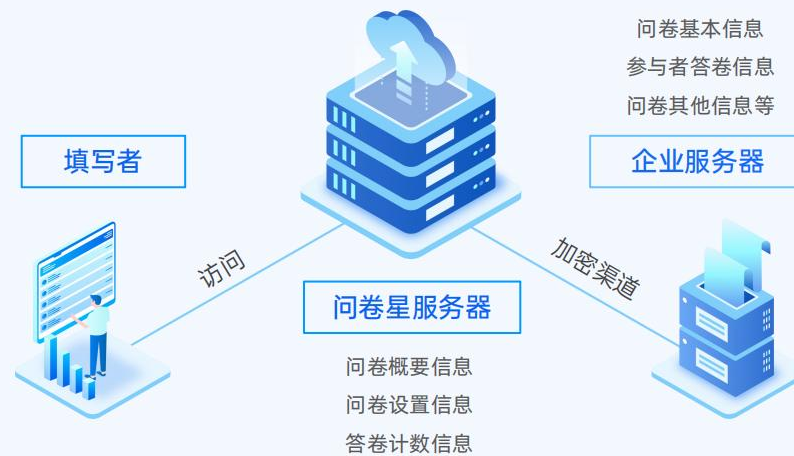 问卷基本信息
参与者答卷信息
问卷其他信息等
填写者
企业服务器
访问
加密渠道
问卷星服务器
问卷概要信息
问卷设置信息
答卷计数信息